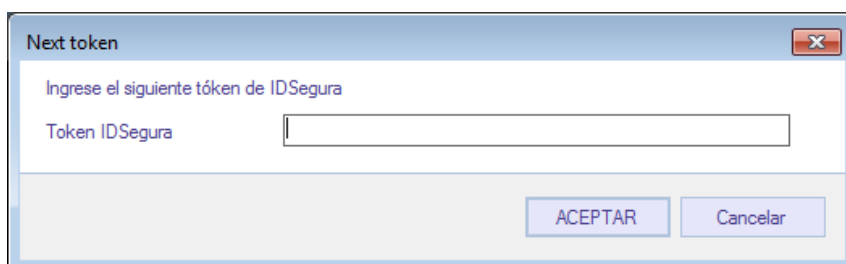 Next token
Ingrese el siguiente tóken de IDSegura
Token IDSegura
ACEPTAR Cancelar